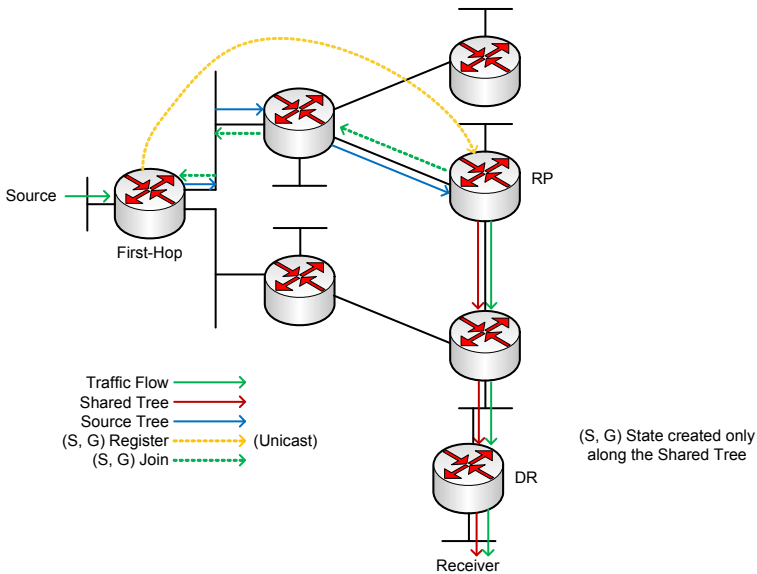 RP
Source
First-Hop
Traffic Flow
Shared Tree
Source Tree
(S, G) Register
(Unicast)
(S, G) Join
(S, G) State created only
along the Shared Tree
DR
Receiver